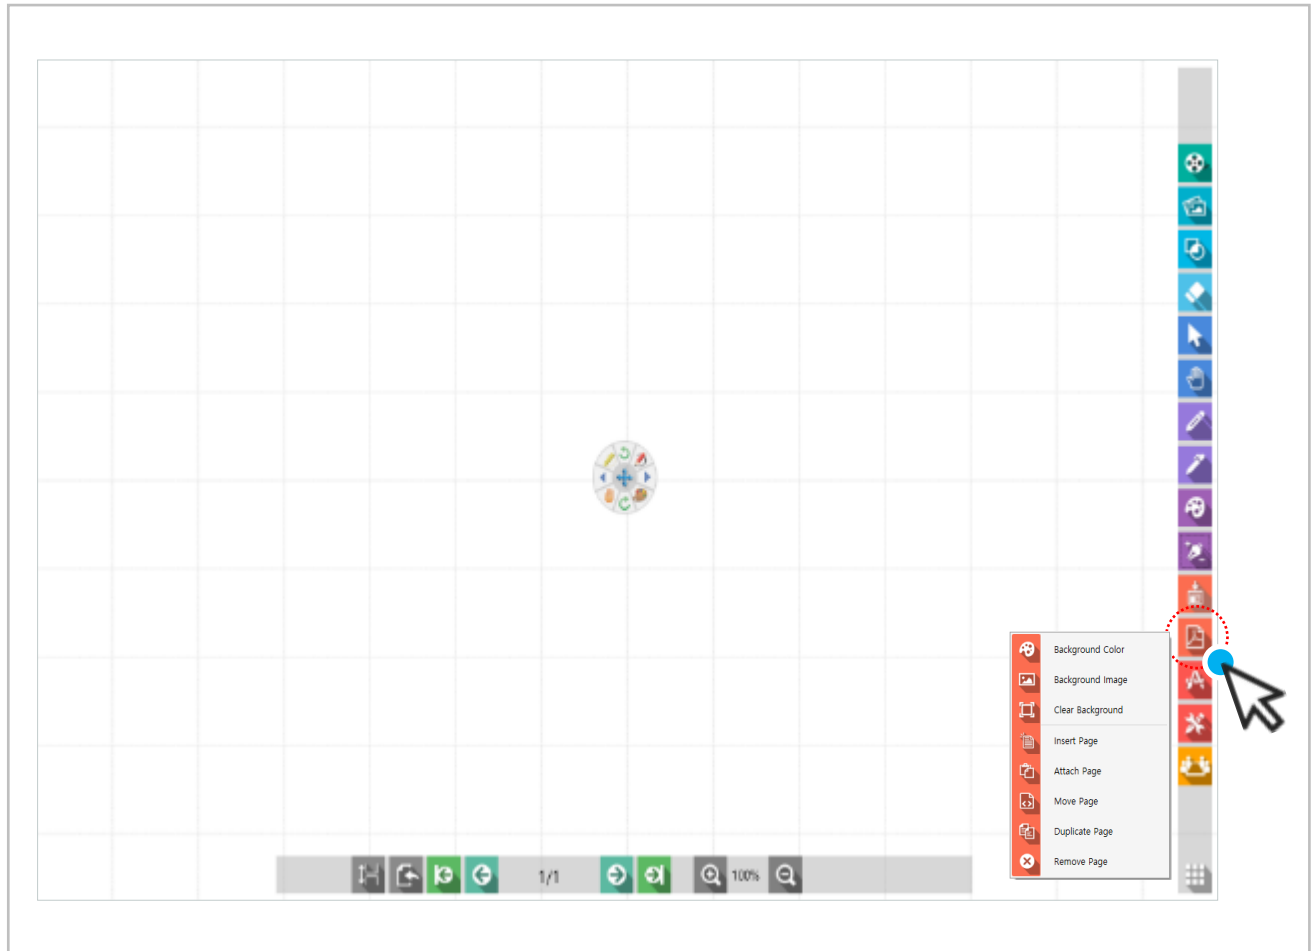 Background Color
Background Image
Clear Background
Insert Page
Attach Page
Move Page
Duplicate Page
Remove Page
1/1
100%